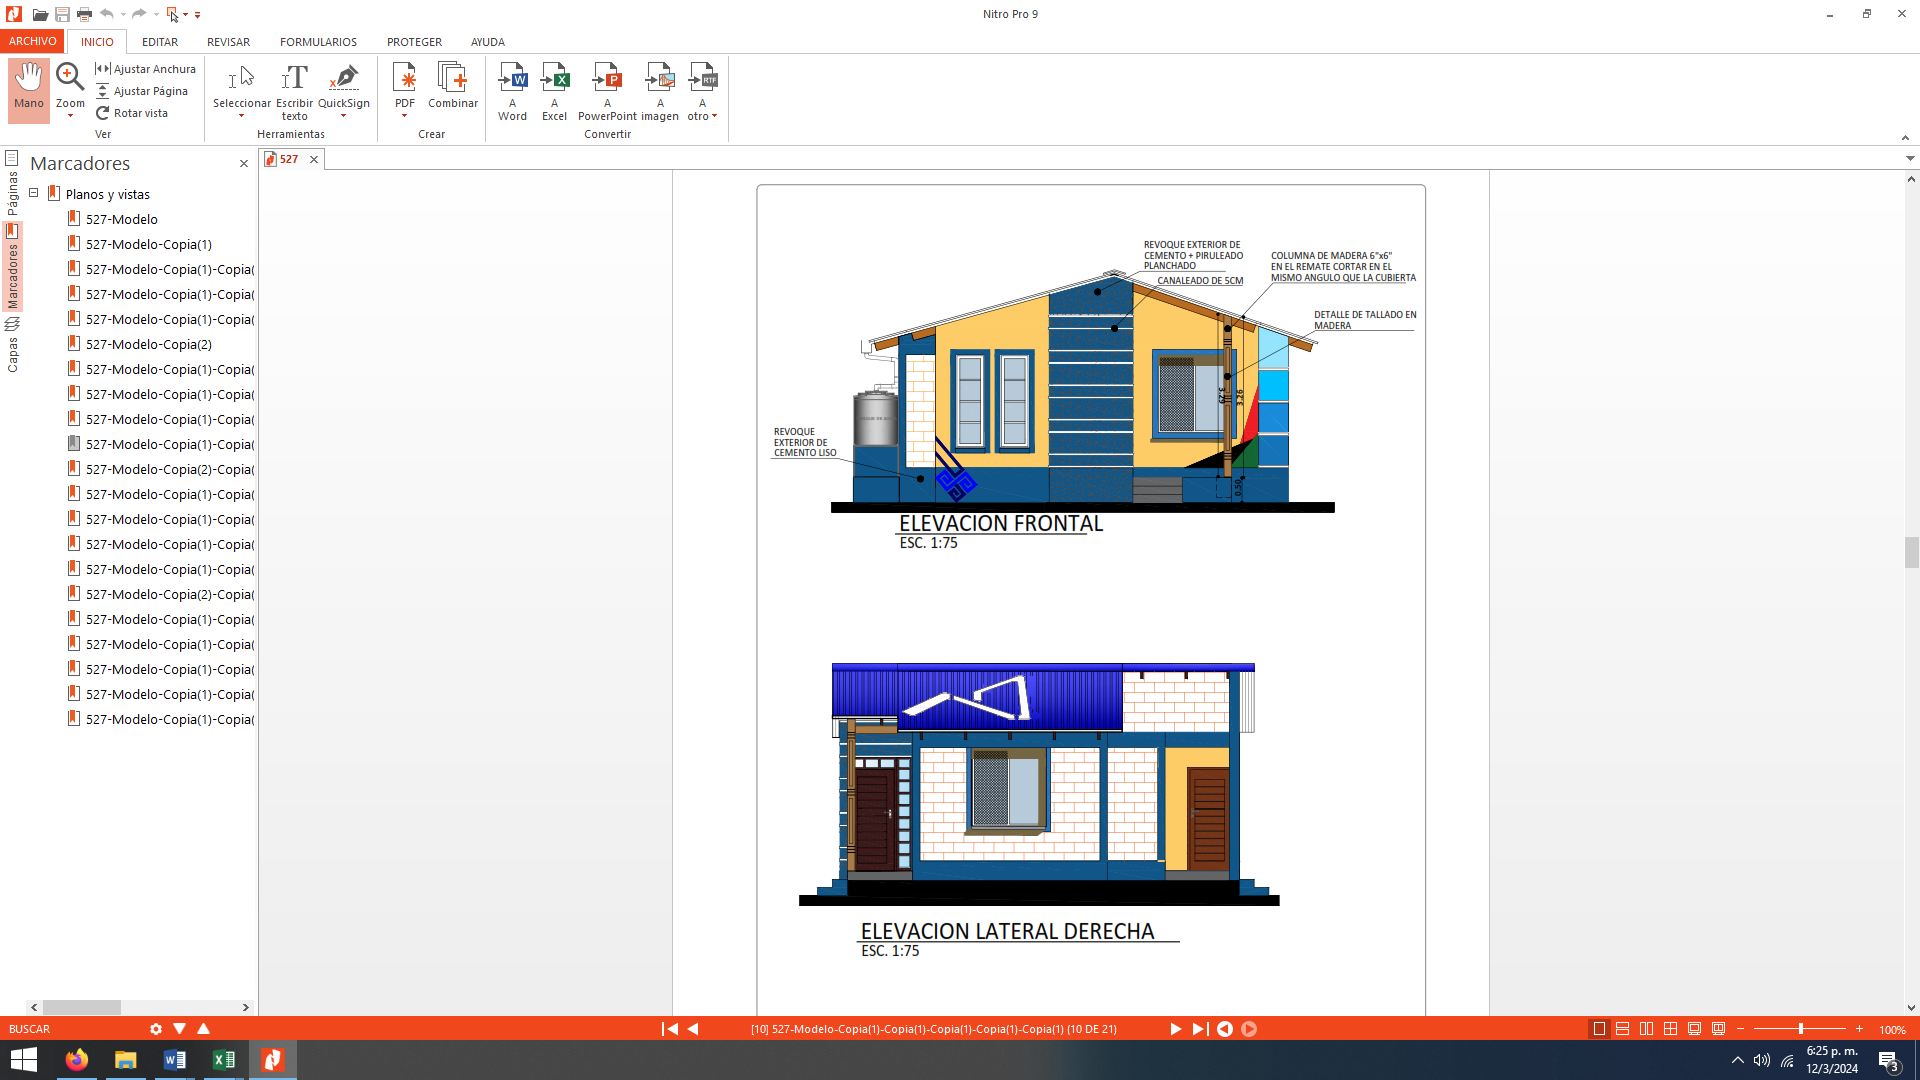 Nitro Pro 9
ARCHIVO
INICIO
EDITAR
REVISAR
FORMULARIOS
PROTEGER
AYUDA
Mano
Zoom
Ajustar Anchura
Ajustar Página
Rotar vista
Ver
Seleccionar
Escribir
texto
QuickSign
Herramientas
PDF
Combinar
Crear
A
Word
A
Excel
A
PowerPoint
A
imagen
A
otro
Convertir
Páginas
Marcadores
Capas
Marcadores
Planos y vistas
527-Modelo
527-Modelo-Copia(1)
527-Modelo-Copia(1)-Copia(
527-Modelo-Copia(1)-Copia(
527-Modelo-Copia(1)-Copia(
527-Modelo-Copia(2)
527-Modelo-Copia(1)-Copia(
527-Modelo-Copia(1)-Copia(
527-Modelo-Copia(1)-Copia(
527-Modelo-Copia(1)-Copia(
527-Modelo-Copia(2)-Copia(
527-Modelo-Copia(1)-Copia(
527-Modelo-Copia(1)-Copia(
527-Modelo-Copia(1)-Copia(
527-Modelo-Copia(1)-Copia(
527-Modelo-Copia(2)-Copia(
527-Modelo-Copia(1)-Copia(
527-Modelo-Copia(1)-Copia(
527-Modelo-Copia(1)-Copia(
527-Modelo-Copia(1)-Copia(
527-Modelo-Copia(1)-Copia(
527
REVOQUE EXTERIOR DE
CEMENTO + PIRULEADO
PLANCHADO
CANALEADO DE 5CM
COLUMNA DE MADERA 6"x6"
EN EL REMATE CORTAR EN EL
MISMO ANGULO QUE LA CUBIERTA
DETALLE DE TALLADO EN
MADERA
REVOQUE
EXTERIOR DE
CEMENTO LISO
3.29
3.26
0.50
ELEVACION FRONTAL
ESC. 1:75
ELEVACION LATERAL DERECHA
ESC. 1:75
BUSCAR
[10] 527-Modelo-Copia(1)-Copia(1)-Copia(1)-Copia(1)-Copia(1) (10 DE 21)
100%
6:25 p. m.
12/3/2024
3